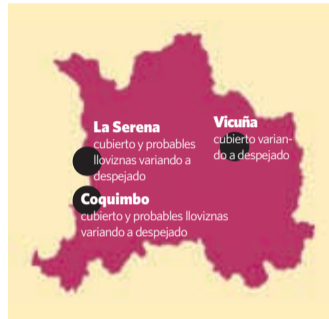 La Serena
cubierto y probables
lloviznas variando a
despejado
Vicuña
cubierto varian-
do a despejado
Coquimbo
cubierto y probables lloviznas
variando a despejado